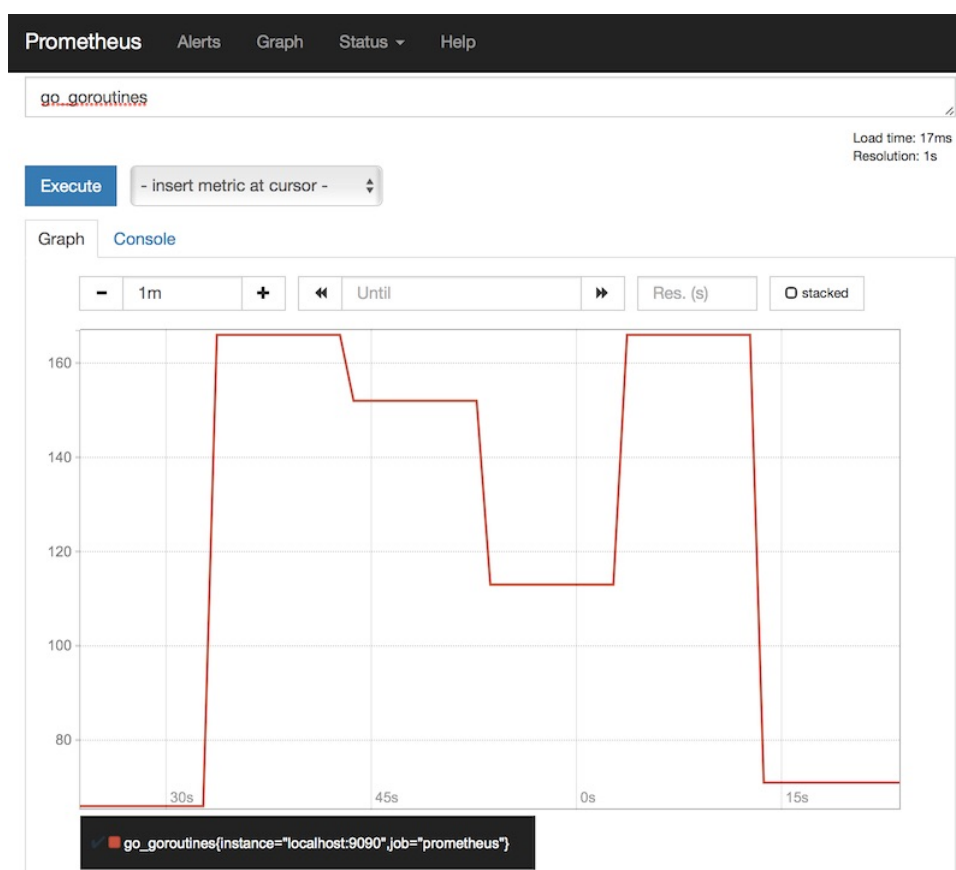 Prometheus Alerts Graph Status Help
go_goroutines
Load time: 17ms
Resolution: 1s
Execute - insert metric at cursor -
Graph Console
1m Until Res. (s) stacked
160
140
120
100
80
30s 45s 0s 15s
go_goroutines{instance="localhost:9090",job="prometheus"}